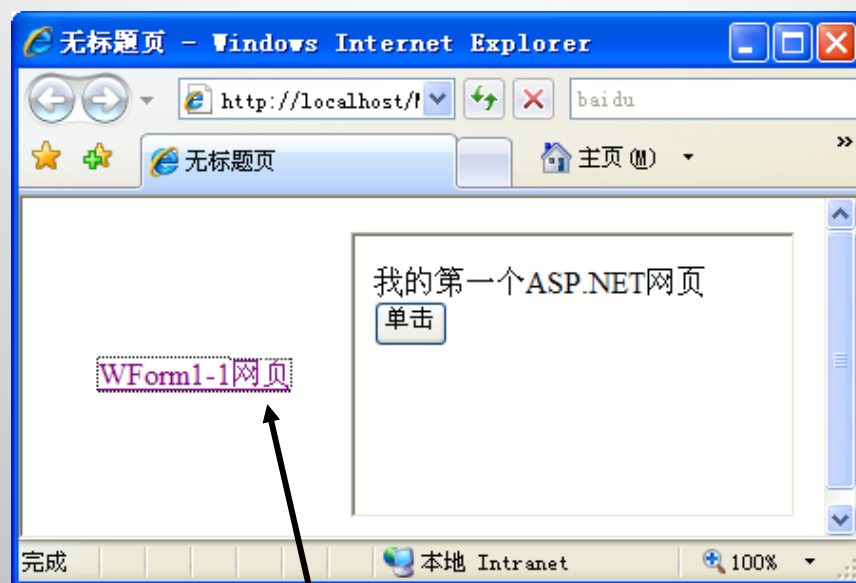 无标题页 - Windows Internet Explorer
http://local​host/ baidu
无标题页 主页(M) »
我的第一个ASP.NET网页
单击
WForm1-1网页
完成 本地 Intranet 100%